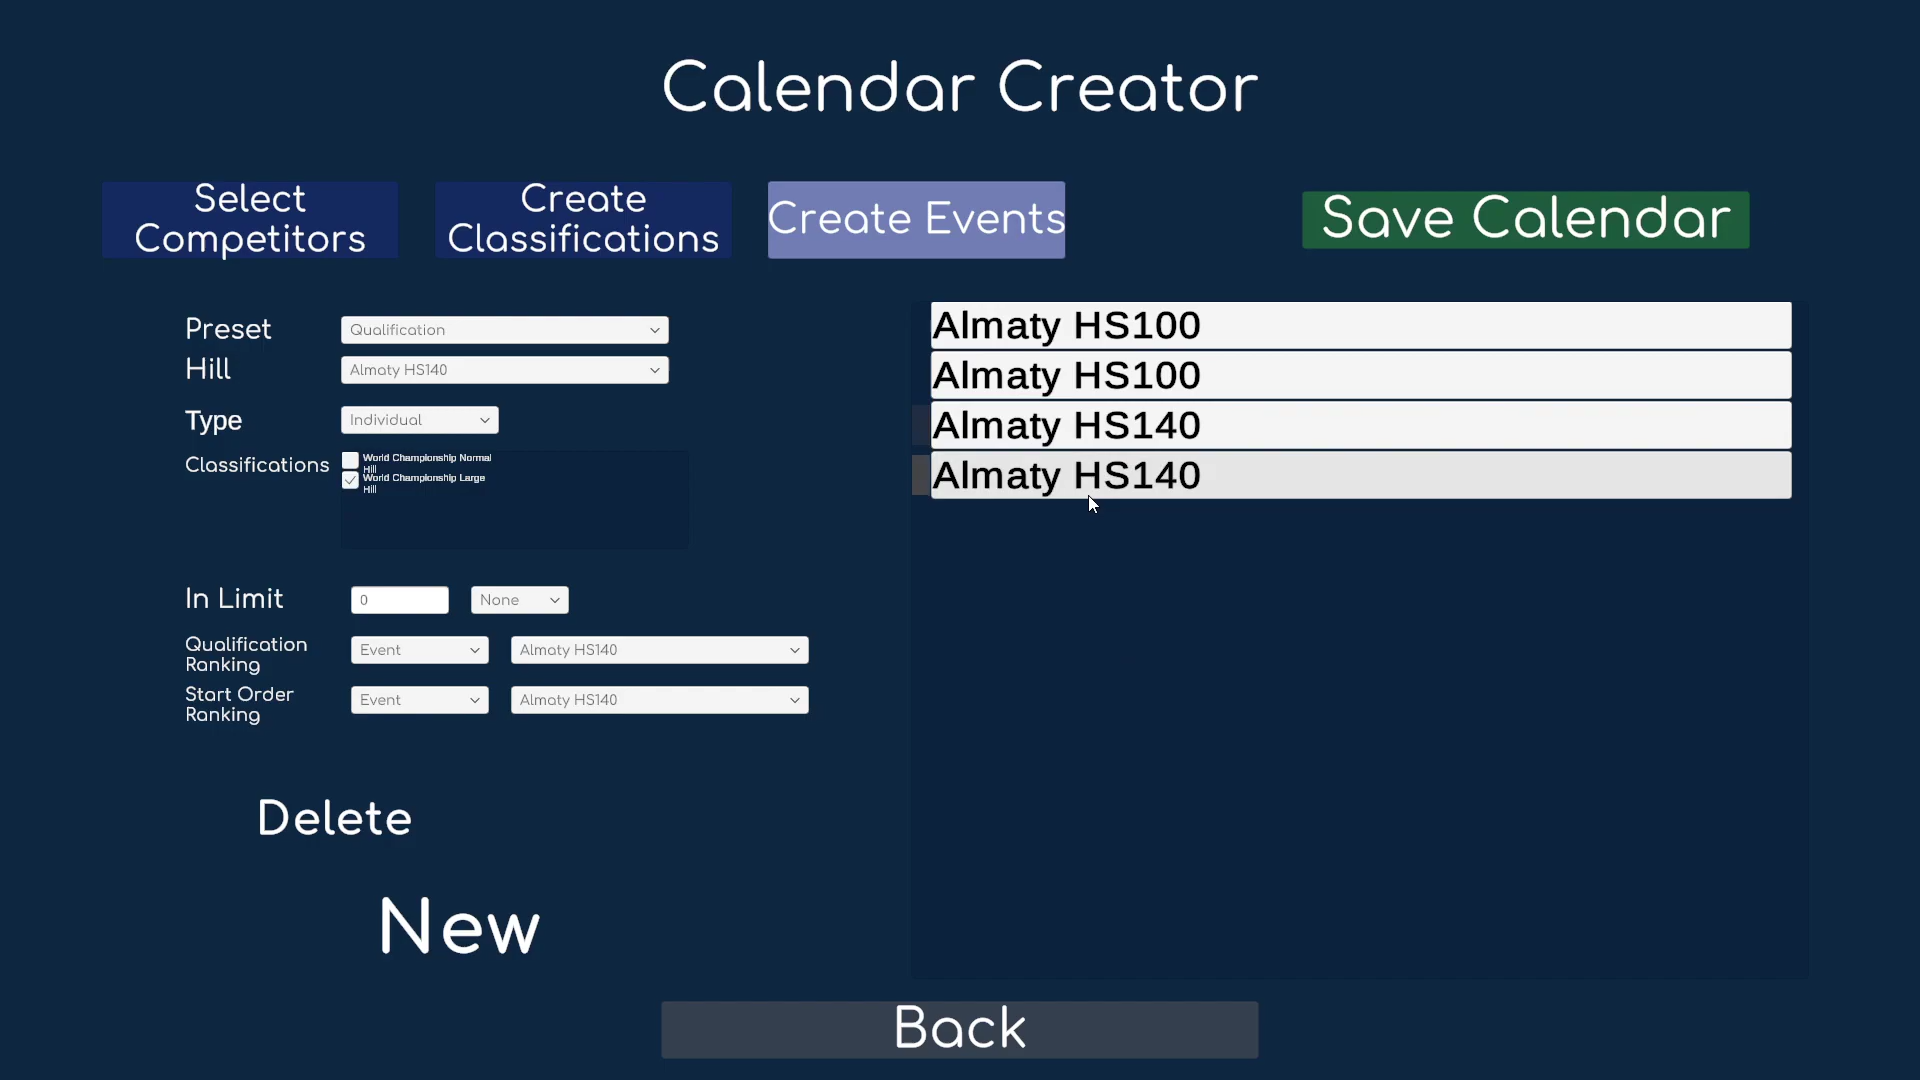 Calendar Creator
Select
Competitors
Create
Classifications
Create Events
Save Calendar
Preset
Qualification
Hill
Almaty HS140
Type
Individual
Classifications
World Championship Normal
Hill
World Championship Large
Hill
In Limit
0
None
Qualification
Ranking
Event
Almaty HS140
Start Order
Ranking
Event
Almaty HS140
Delete
New
Almaty HS100
Almaty HS100
Almaty HS140
Almaty HS140
Back